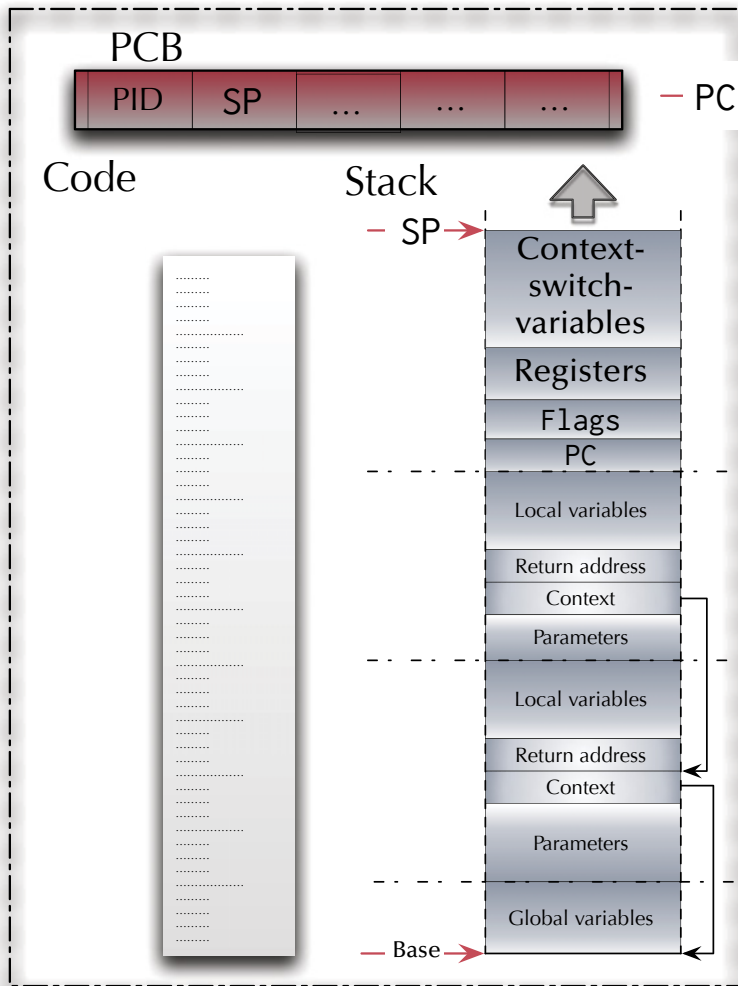 PCB
PID SP ... ... ...
PC
Code
Stack
SP
Context-
switch-
variables
Registers
Flags
PC
Local variables
Return address
Context
Parameters
Local variables
Return address
Context
Parameters
Global variables
Base